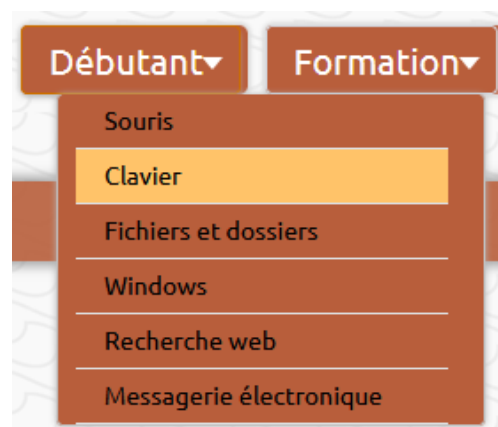 Débutant▾ Formation▾
Souris
Clavier
Fichiers et dossiers
Windows
Recherche web
Messagerie électronique